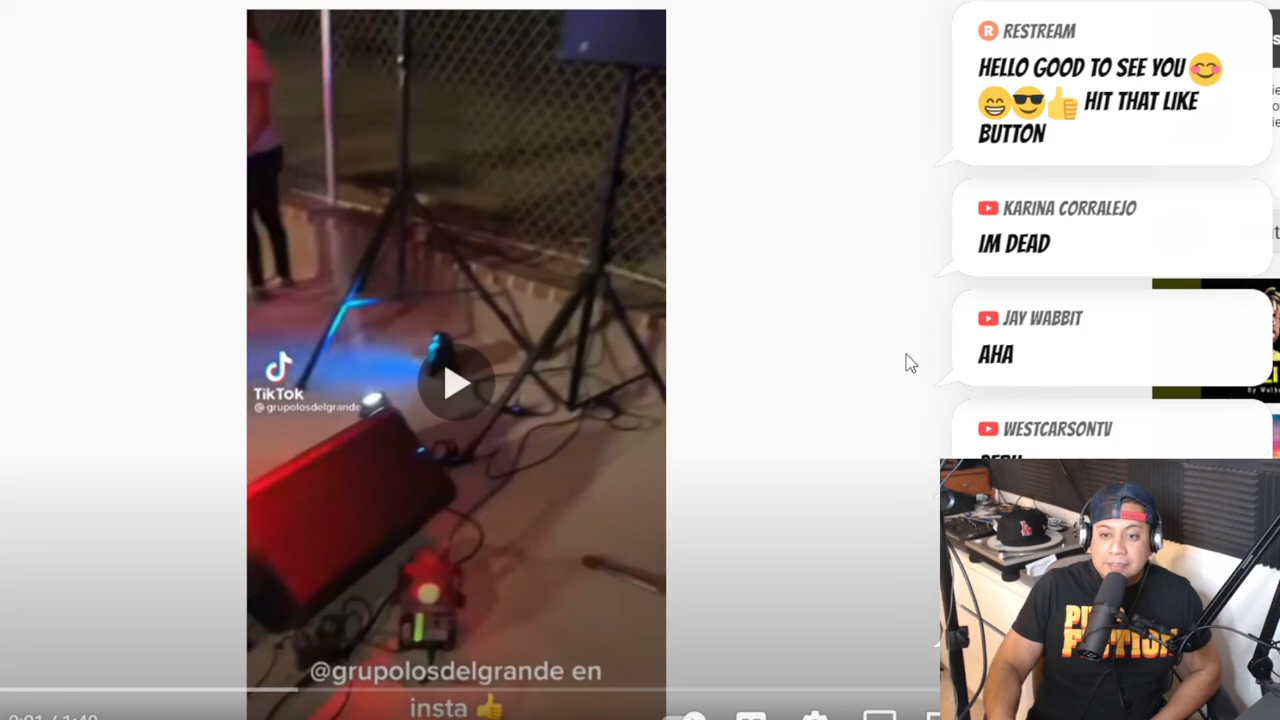 RESTREAM
HELLO GOOD TO SEE YOU😊
😁😎👍 HIT THAT LIKE
BUTTON
KARINA CORRALEJO
IM DEAD
JAY WABBIT
AHA
WESTCARSONTV
TikTok
@grupolosdelgrande
@grupolosdelgrande en
insta 👍